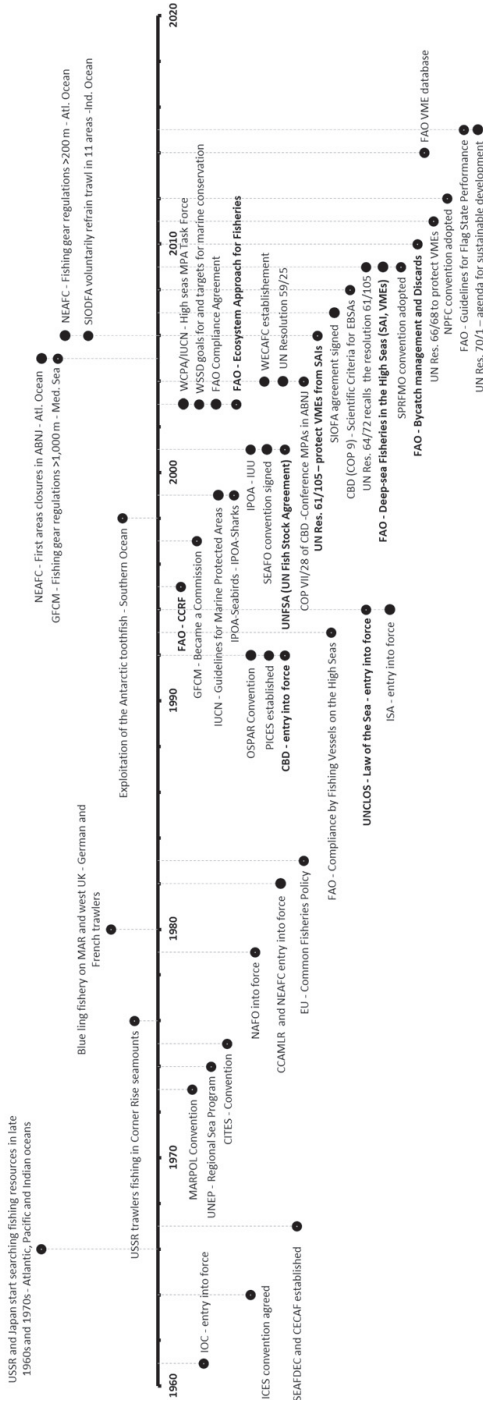 USSR and Japan start searching fishing resources in late
1960s and 1970s - Atlantic, Pacific and Indian oceans
Blue ling fishery on MAR and west UK - German and
French trawlers
USSR trawlers fishing in Corner Rise seamounts
Exploitation of the Antarctic toothfish - Southern Ocean
NEAFC - First areas closures in ABNJ - Atl. Ocean
GFCM - Fishing gear regulations >1,000 m - Med. Sea
NEAFC - Fishing gear regulations >200 m - Atl. Ocean
SIODFA voluntarily refrain trawl in 11 areas -Ind. Ocean
1960
1970
1980
1990
2000
2010
2020
IOC - entry into force
ICES convention agreed
SEAFDEC and CECAF established
MARPOL Convention
UNEP - Regional Sea Program
CITES - Convention
NAFO into force
CCAMLR and NEAFC entry into force
EU - Common Fisheries Policy
OSPAR Convention
PICES established
CBD - entry into force
FAO - Compliance by Fishing Vessels on the High Seas
UNCLOS - Law of the Sea - entry into force
ISA - entry into force
FAO - CCRF
GFCM - Became a Commission
IUCN - Guidelines for Marine Protected Areas
IPOA-Seabirds - IPOA-Sharks
IPOA - IUU
SEAFO convention signed
UNFSA (UN Fish Stock Agreement)
WCPA/IUCN - High seas MPA Task Force
WSSD goals for and targets for marine conservation
FAO Compliance Agreement
FAO - Ecosystem Approach for Fisheries
WECAFC establishement
UN Resolution 59/25
COP VII/28 of CBD -Conference MPAs in ABNJ
UN Res. 61/105 – protect VMEs from SAIs
SIOFA agreement signed
CBD (COP 9) - Scientific Criteria for EBSAs
UN Res. 64/72 recalls the resolution 61/105
FAO - Deep-sea Fisheries in the High Seas (SAI, VMEs)
SPRFMO convention adopted
FAO - Bycatch management and Discards
UN Res. 66/68 to protect VMEs
NPFC convention adopted
FAO VME database
FAO - Guidelines for Flag State Performance
UN Res. 70/1 – agenda for sustainable development